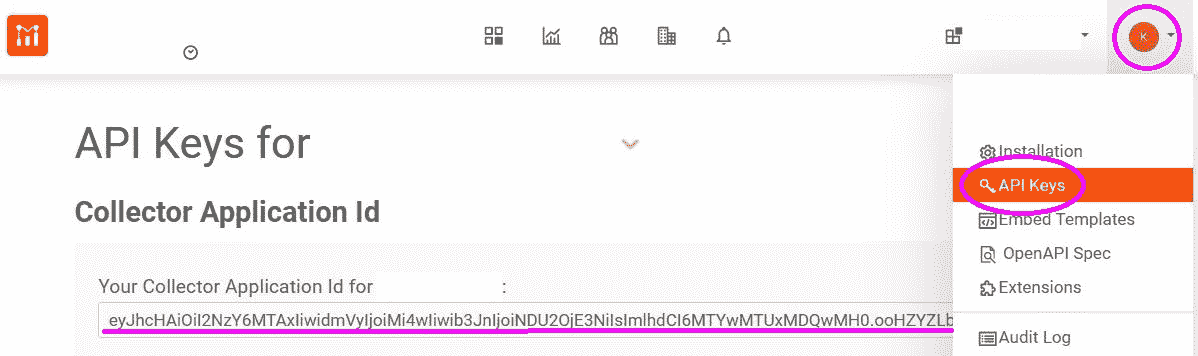 K
API Keys for
Collector Application Id
Your Collector Application Id for :
eyJhcHAiOiI2NzY6MTAxIiwidmVyIjoiMi4wIiwib3JnIjoiNDU2OjE3NiIsImlhdCI6MTYwMTUxMDQwMH0.ooHZYZLb
Installation
API Keys
Embed Templates
OpenAPI Spec
Extensions
Audit Log